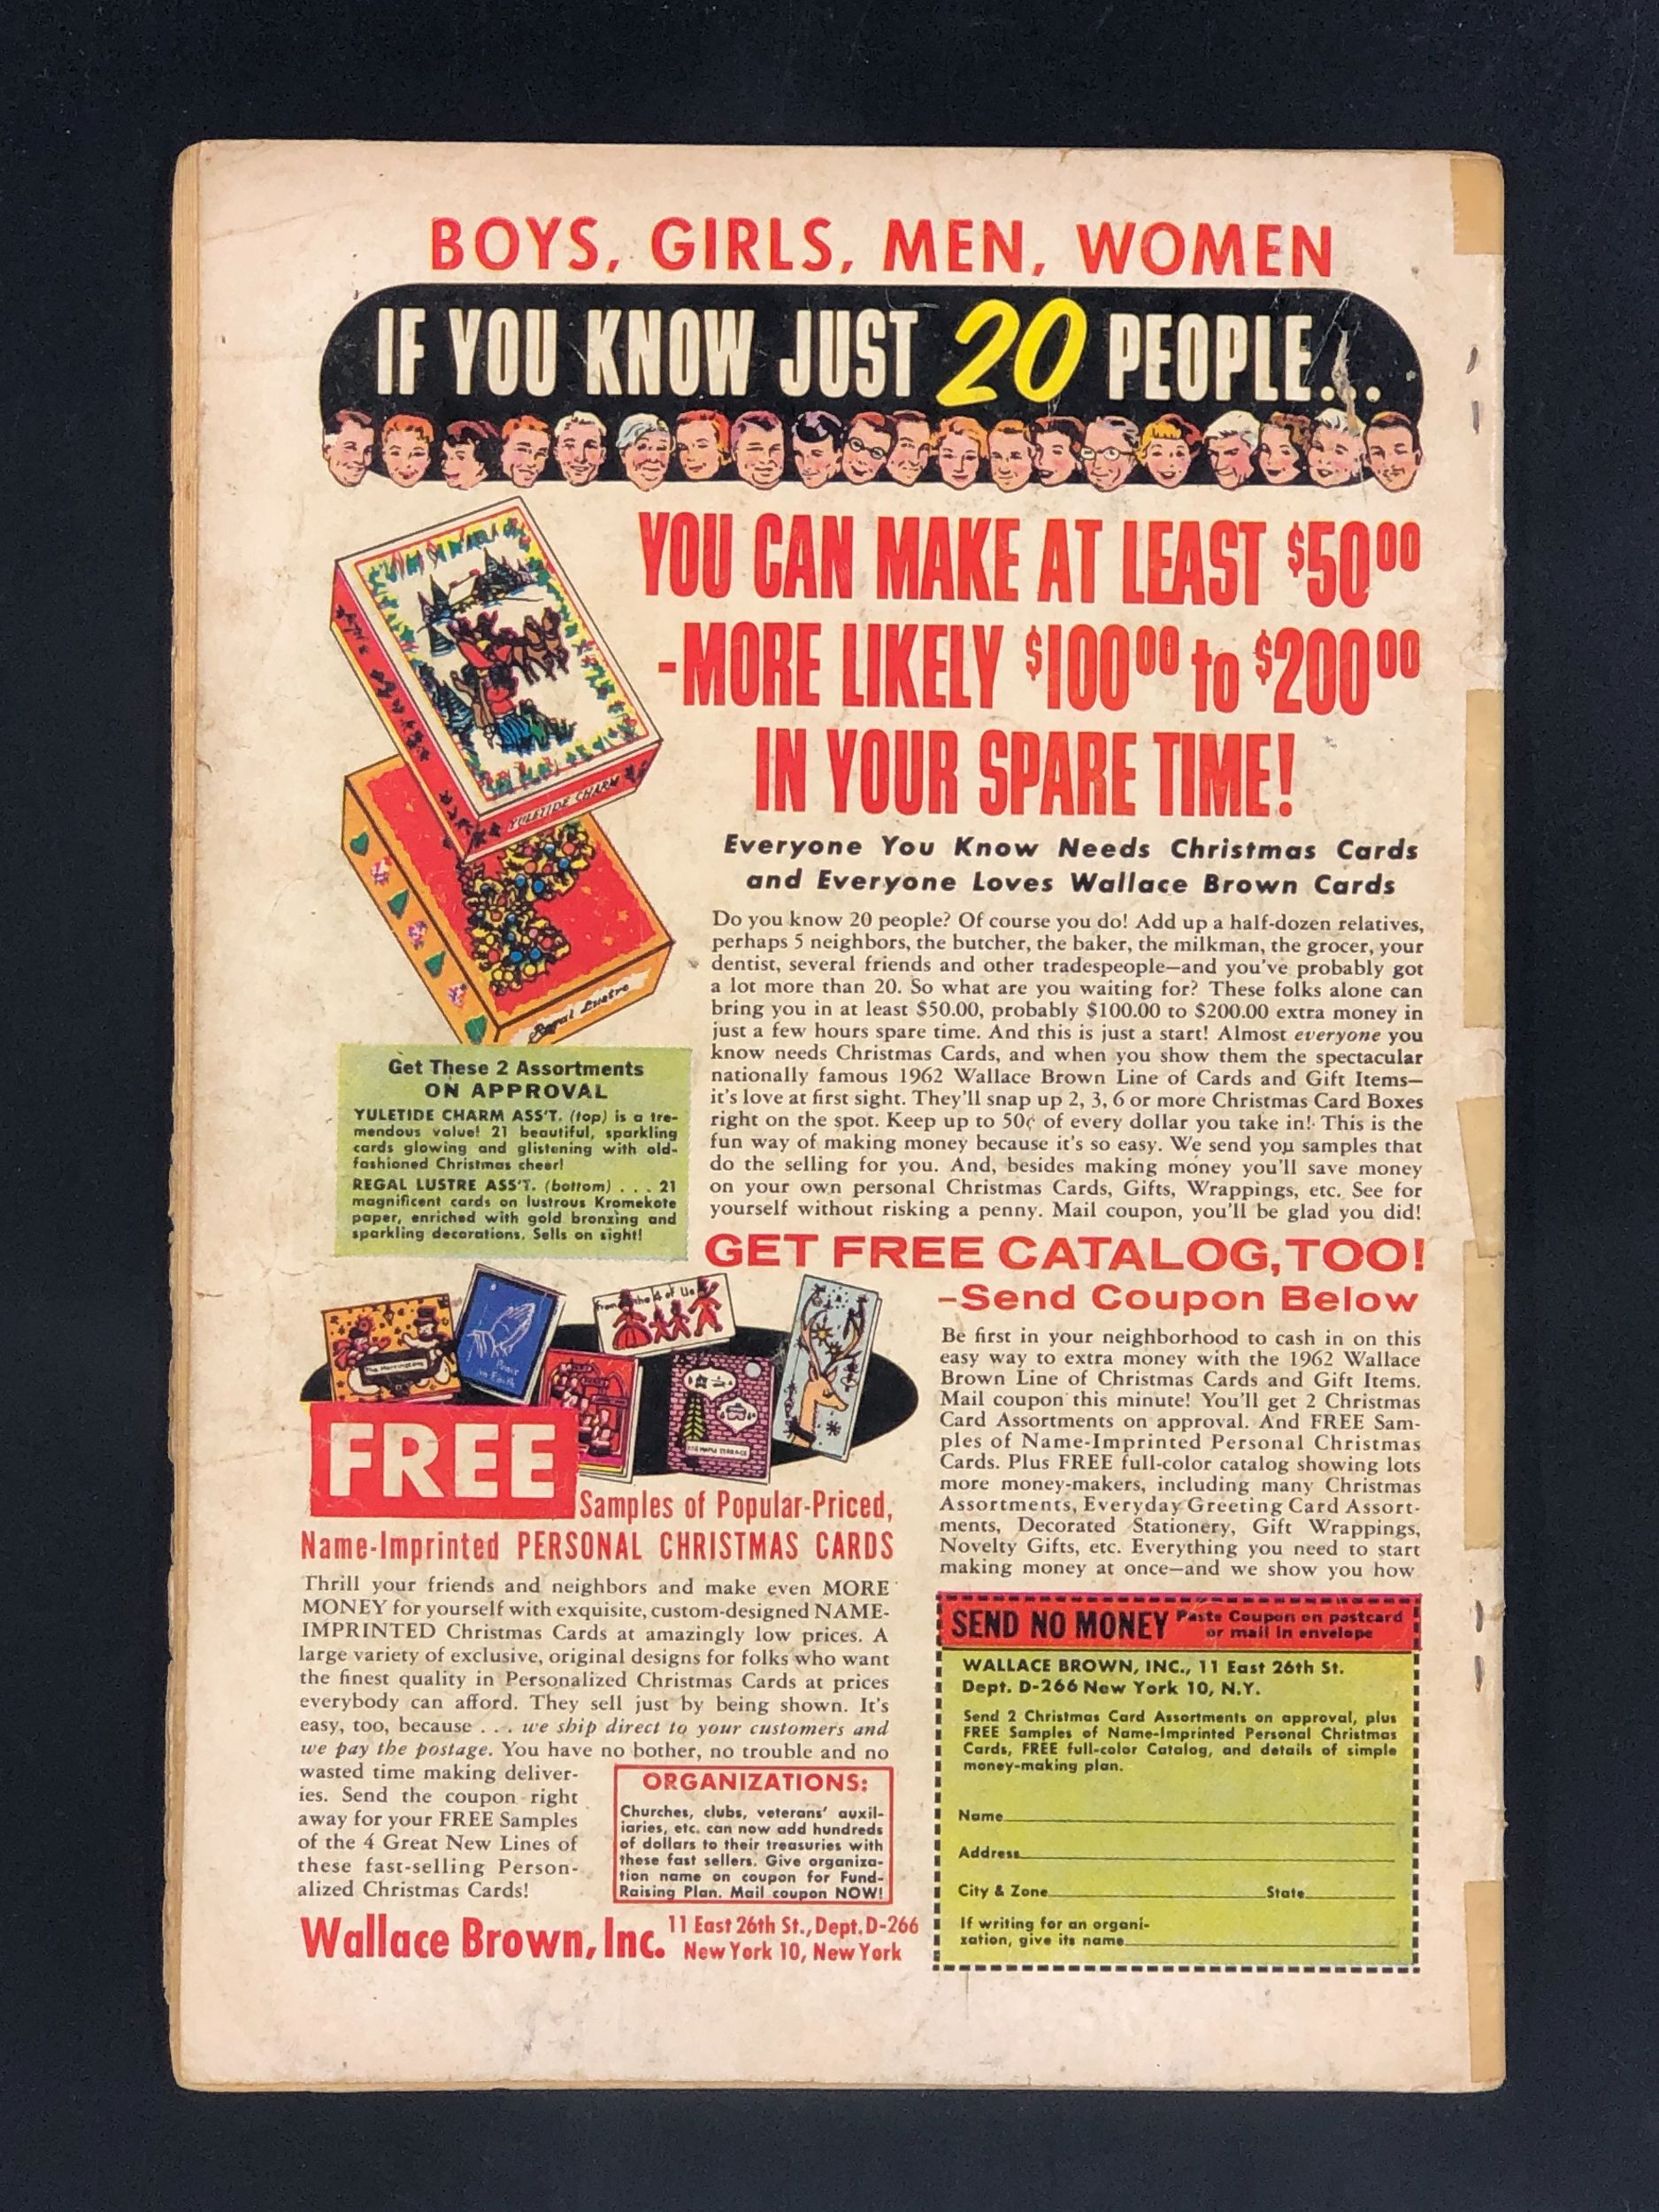 BOYS, GIRLS, MEN, WOMEN
IF YOU KNOW JUST 20 PEOPLE...
YOU CAN MAKE AT LEAST $50.00
-MORE LIKELY $100.00 to $200.00
IN YOUR SPARE TIME!
YULETIDE CHARM
Regal Lustre
Everyone You Know Needs Christmas Cards
and Everyone Loves Wallace Brown Cards
Do you know 20 people? Of course you do! Add up a half-dozen relatives,
perhaps 5 neighbors, the butcher, the baker, the milkman, the grocer, your
dentist, several friends and other tradespeople—and you've probably got
a lot more than 20. So what are you waiting for? These folks alone can
bring you in at least $50.00, probably $100.00 to $200.00 extra money in
just a few hours spare time. And this is just a start! Almost everyone you
know needs Christmas Cards, and when you show them the spectacular
nationally famous 1962 Wallace Brown Line of Cards and Gift Items—
it's love at first sight. They'll snap up 2, 3, 6 or more Christmas Card Boxes
right on the spot. Keep up to 50¢ of every dollar you take in! This is the
fun way of making money because it's so easy. We send you samples that
do the selling for you. And, besides making money you'll save money
on your own personal Christmas Cards, Gifts, Wrappings, etc. See for
yourself without risking a penny. Mail coupon, you'll be glad you did!
Get These 2 Assortments
ON APPROVAL
YULETIDE CHARM ASS'T. (top) is a tre-
mendous value! 21 beautiful, sparkling
cards glowing and glistening with old-
fashioned Christmas cheer!
REGAL LUSTRE ASS'T. (bottom) . . . 21
magnificent cards on lustrous Kromekote
paper, enriched with gold bronzing and
sparkling decorations. Sells on sight!
GET FREE CATALOG, TOO!
—Send Coupon Below
Be first in your neighborhood to cash in on this
easy way to extra money with the 1962 Wallace
Brown Line of Christmas Cards and Gift Items.
Mail coupon this minute! You'll get 2 Christmas
Card Assortments on approval. And FREE Sam-
ples of Name-Imprinted Personal Christmas
Cards. Plus FREE full-color catalog showing lots
more money-makers, including many Christmas
Assortments, Everyday Greeting Card Assort-
ments, Decorated Stationery, Gift Wrappings,
Novelty Gifts, etc. Everything you need to start
making money at once—and we show you how
The Harringtons
Peace on Earth
From the 4 of Us
FREE
Samples of Popular-Priced,
Name-Imprinted PERSONAL CHRISTMAS CARDS
Thrill your friends and neighbors and make even MORE
MONEY for yourself with exquisite, custom-designed NAME-
IMPRINTED Christmas Cards at amazingly low prices. A
large variety of exclusive, original designs for folks who want
the finest quality in Personalized Christmas Cards at prices
everybody can afford. They sell just by being shown. It's
easy, too, because . . . we ship direct to your customers and
we pay the postage. You have no bother, no trouble and no
wasted time making deliver-
ies. Send the coupon right
away for your FREE Samples
of the 4 Great New Lines of
these fast-selling Person-
alized Christmas Cards!
ORGANIZATIONS:
Churches, clubs, veterans' auxil-
iaries, etc. can now add hundreds
of dollars to their treasuries with
these fast sellers. Give organiza-
tion name on coupon for Fund-
Raising Plan. Mail coupon NOW!
Wallace Brown, Inc. 11 East 26th St., Dept. D-266
New York 10, New York
SEND NO MONEY Paste Coupon on postcard
or mail in envelope
WALLACE BROWN, INC., 11 East 26th St.
Dept. D-266 New York 10, N.Y.
Send 2 Christmas Card Assortments on approval, plus
FREE Samples of Name-Imprinted Personal Christmas
Cards, FREE full-color Catalog, and details of simple
money-making plan.
Name
Address
City & Zone State
If writing for an organi-
zation, give its name